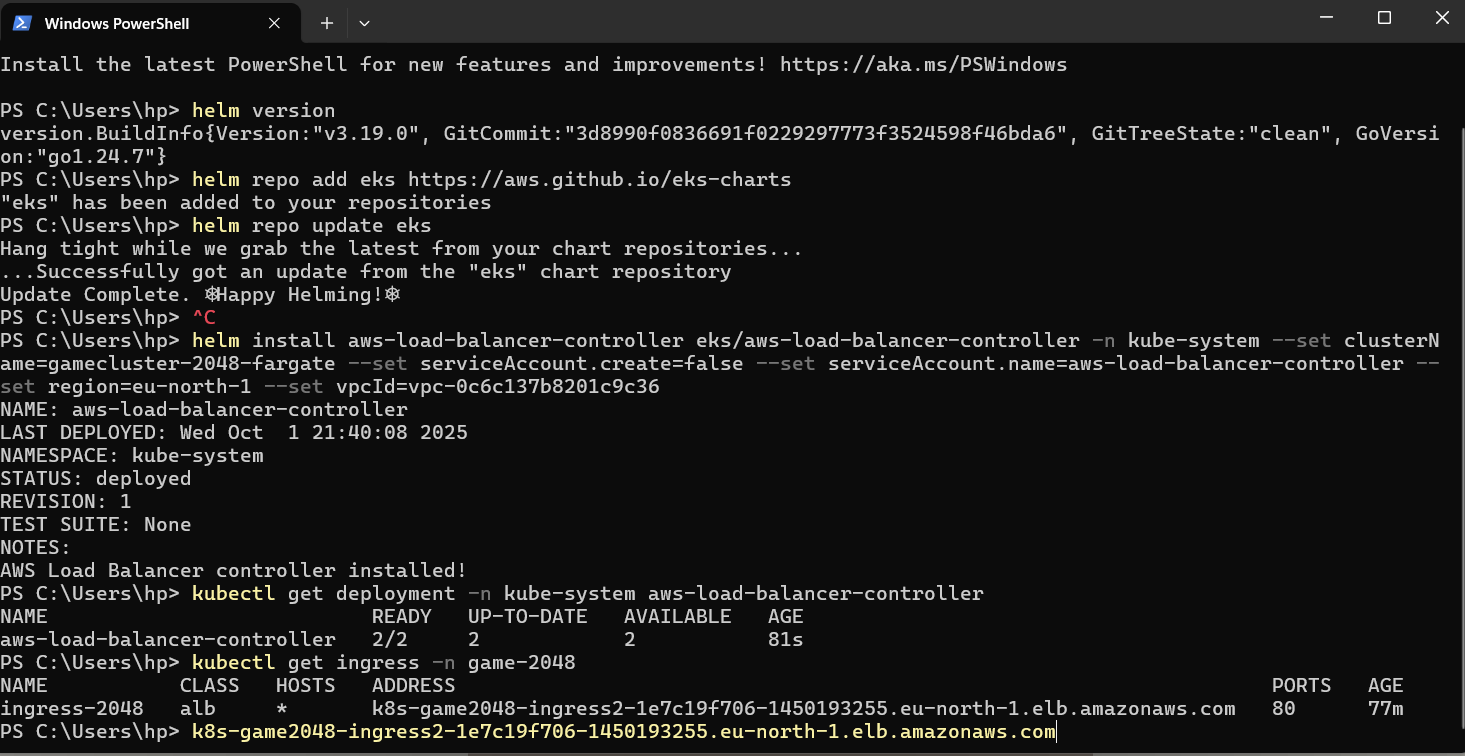 Windows PowerShell
Install the latest PowerShell for new features and improvements! https://aka.ms/PSWindows
PS C:\Users\hp> helm version
version.BuildInfo{Version:"v3.19.0", GitCommit:"3d8990f0836691f0229297773f3524598f46bda6", GitTreeState:"clean", GoVersi
on:"go1.24.7"}
PS C:\Users\hp> helm repo add eks https://aws.github.io/eks-charts
"eks" has been added to your repositories
PS C:\Users\hp> helm repo update eks
Hang tight while we grab the latest from your chart repositories...
...Successfully got an update from the "eks" chart repository
Update Complete. ⎈Happy Helming!⎈
PS C:\Users\hp> ^C
PS C:\Users\hp> helm install aws-load-balancer-controller eks/aws-load-balancer-controller -n kube-system --set clusterN
ame=gamecluster-2048-fargate --set serviceAccount.create=false --set serviceAccount.name=aws-load-balancer-controller --
set region=eu-north-1 --set vpcId=vpc-0c6c137b8201c9c36
NAME: aws-load-balancer-controller
LAST DEPLOYED: Wed Oct  1 21:40:08 2025
NAMESPACE: kube-system
STATUS: deployed
REVISION: 1
TEST SUITE: None
NOTES:
AWS Load Balancer controller installed!
PS C:\Users\hp> kubectl get deployment -n kube-system aws-load-balancer-controller
NAME                           READY   UP-TO-DATE   AVAILABLE   AGE
aws-load-balancer-controller   2/2     2            2           81s
PS C:\Users\hp> kubectl get ingress -n game-2048
NAME           CLASS   HOSTS   ADDRESS                                                                     PORTS   AGE
ingress-2048   alb     *       k8s-game2048-ingress2-1e7c19f706-1450193255.eu-north-1.elb.amazonaws.com   80      77m
PS C:\Users\hp> k8s-game2048-ingress2-1e7c19f706-1450193255.eu-north-1.elb.amazonaws.com